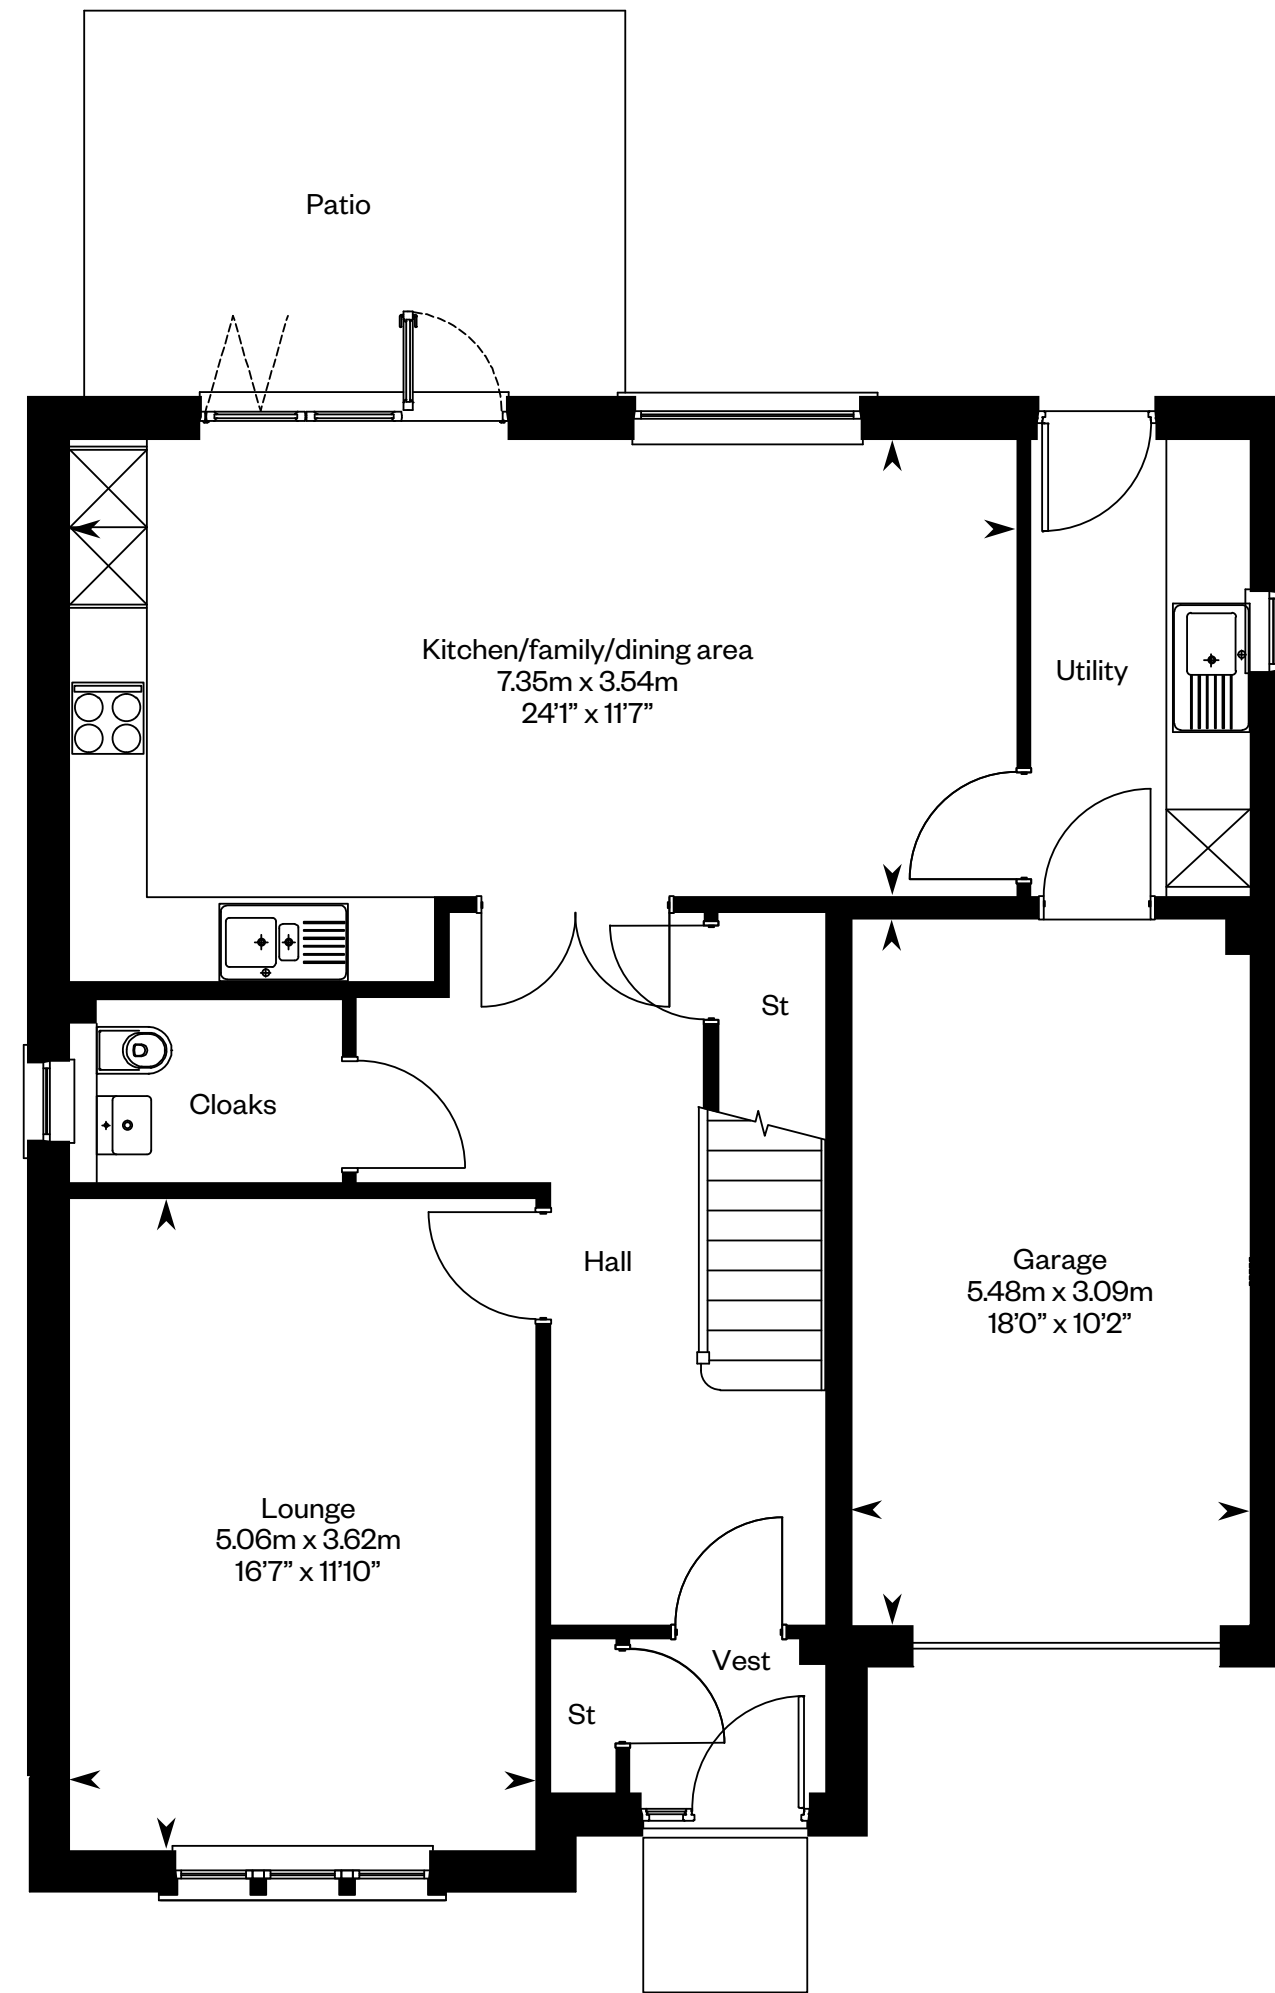 Patio
Kitchen/family/dining area
7.35m x 3.54m
24’1” x 11’7”
Utility
St
Cloaks
Hall
Garage
5.48m x 3.09m
18’0” x 10’2”
Lounge
5.06m x 3.62m
16’7” x 11’10”
Vest
St